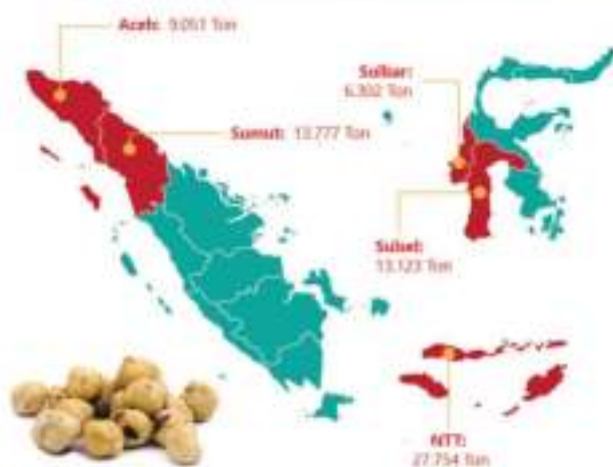 Aceh: 9.051 Ton
Sulbar:
6.302 Ton
Sumut: 13.777 Ton
Sulsel:
13.123 Ton
NTT:
27.754 Ton